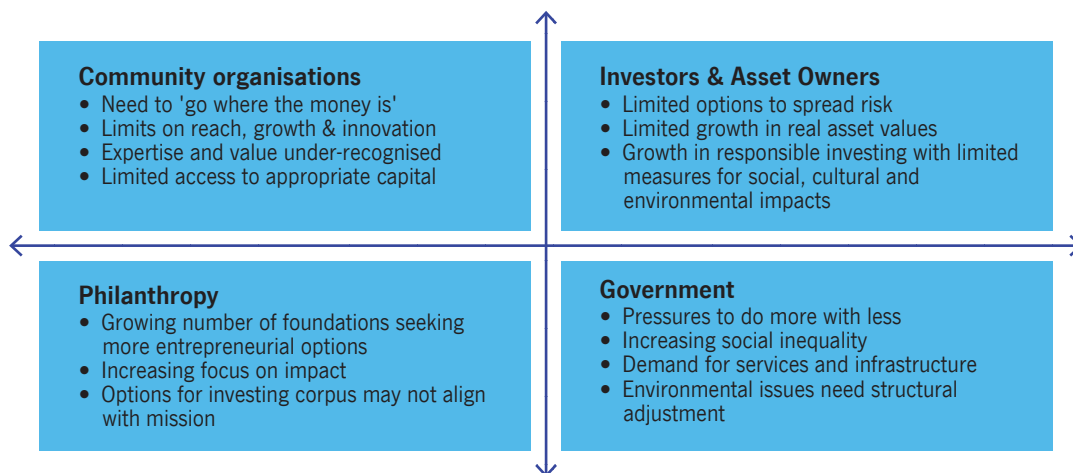 Community organisations
• Need to 'go where the money is'
• Limits on reach, growth & innovation
• Expertise and value under-recognised
• Limited access to appropriate capital
Investors & Asset Owners
• Limited options to spread risk
• Limited growth in real asset values
• Growth in responsible investing with limited
measures for social, cultural and
environmental impacts
Philanthropy
• Growing number of foundations seeking
more entrepreneurial options
• Increasing focus on impact
• Options for investing corpus may not align
with mission
Government
• Pressures to do more with less
• Increasing social inequality
• Demand for services and infrastructure
• Environmental issues need structural
adjustment